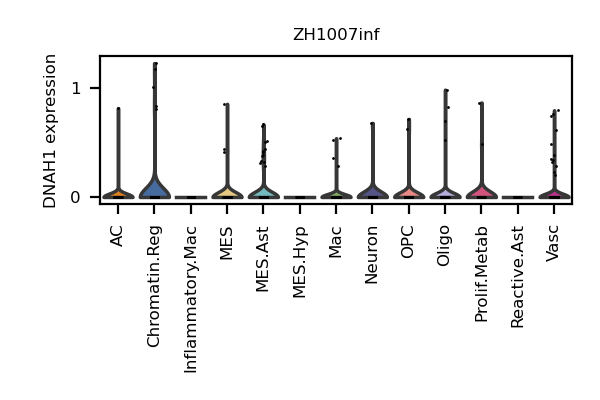 ZH1007inf
DNAH1 expression
1
0
AC
Chromatin.Reg
Inflammatory.Mac
MES
MES.Ast
MES.Hyp
Mac
Neuron
OPC
Oligo
Prolif.Metab
Reactive.Ast
Vasc